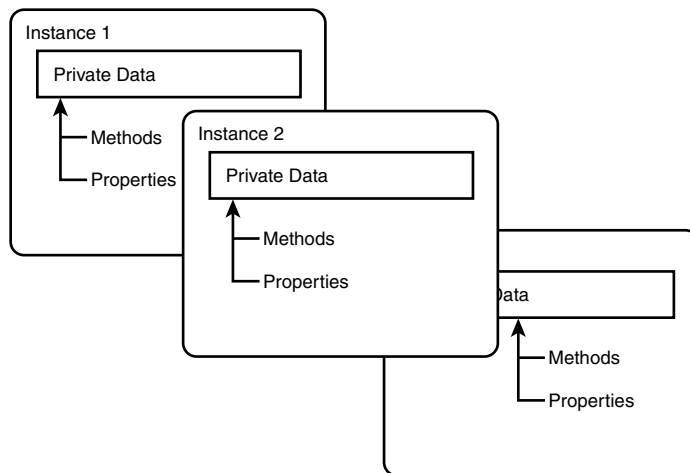 Instance 1
Private Data
Methods
Properties
Instance 2
Private Data
Methods
Properties
Data
Methods
Properties